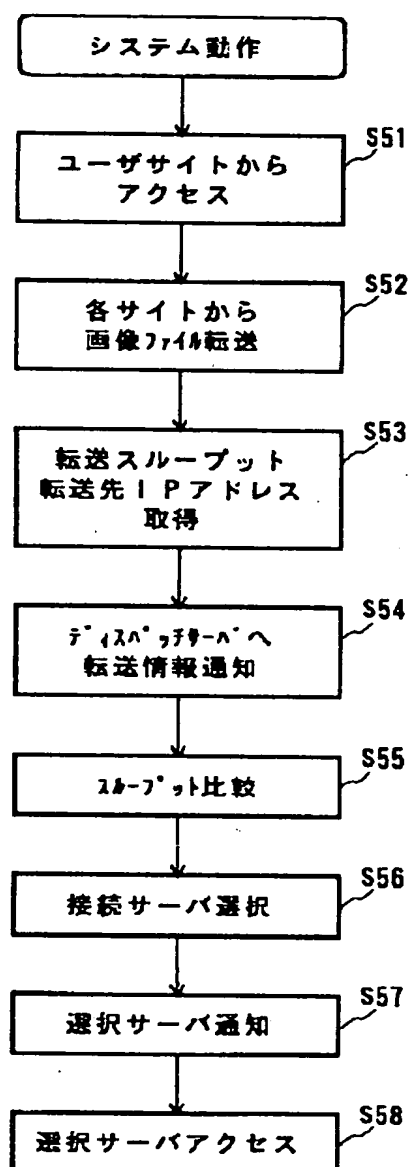 システム動作
S51
ユーザサイトから
アクセス
S52
各サイトから
画像ﾌｧｲﾙ転送
S53
転送スループット
転送先IPアドレス
取得
S54
ﾃﾞｨｽﾊﾟｯﾁｻｰﾊﾞへ
転送情報通知
S55
ｽﾙｰﾌﾟｯﾄ比較
S56
接続サーバ選択
S57
選択サーバ通知
S58
選択サーバアクセス